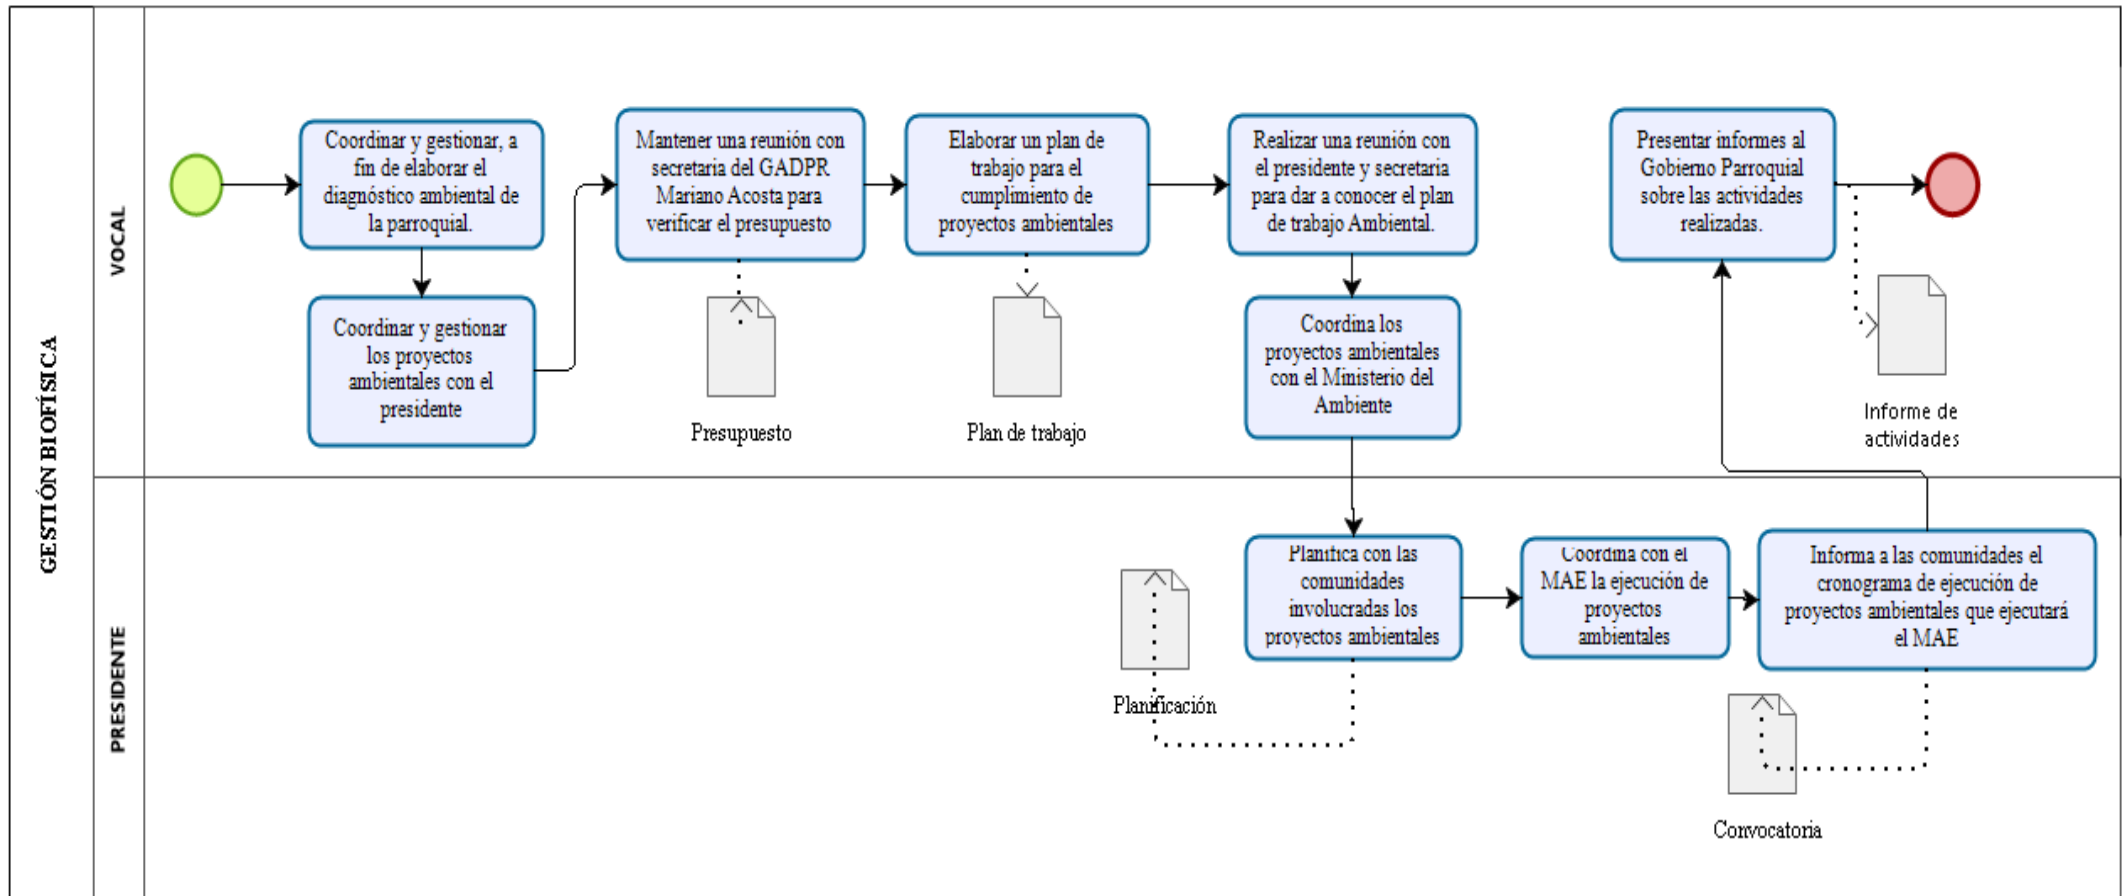 GESTIÓN BIOFÍSICA
VOCAL
Coordinar y gestionar, a
fin de elaborar el
diagnóstico ambiental de
la parroquial.
Coordinar y gestionar
los proyectos
ambientales con el
presidente
Mantener una reunión con
secretaria del GADPR
Mariano Acosta para
verificar el presupuesto
Presupuesto
Elaborar un plan de
trabajo para el
cumplimiento de
proyectos ambientales
Plan de trabajo
Realizar una reunión con
el presidente y secretaria
para dar a conocer el plan
de trabajo Ambiental.
Coordina los
proyectos ambientales
con el Ministerio del
Ambiente
Presentar informes al
Gobierno Parroquial
sobre las actividades
realizadas.
Informe de
actividades
PRESIDENTE
Planifica con las
comunidades
involucradas los
proyectos ambientales
Planificación
Coordina con el
MAE la ejecución de
proyectos
ambientales
Informa a las comunidades el
cronograma de ejecución de
proyectos ambientales que ejecutará
el MAE
Convocatoria